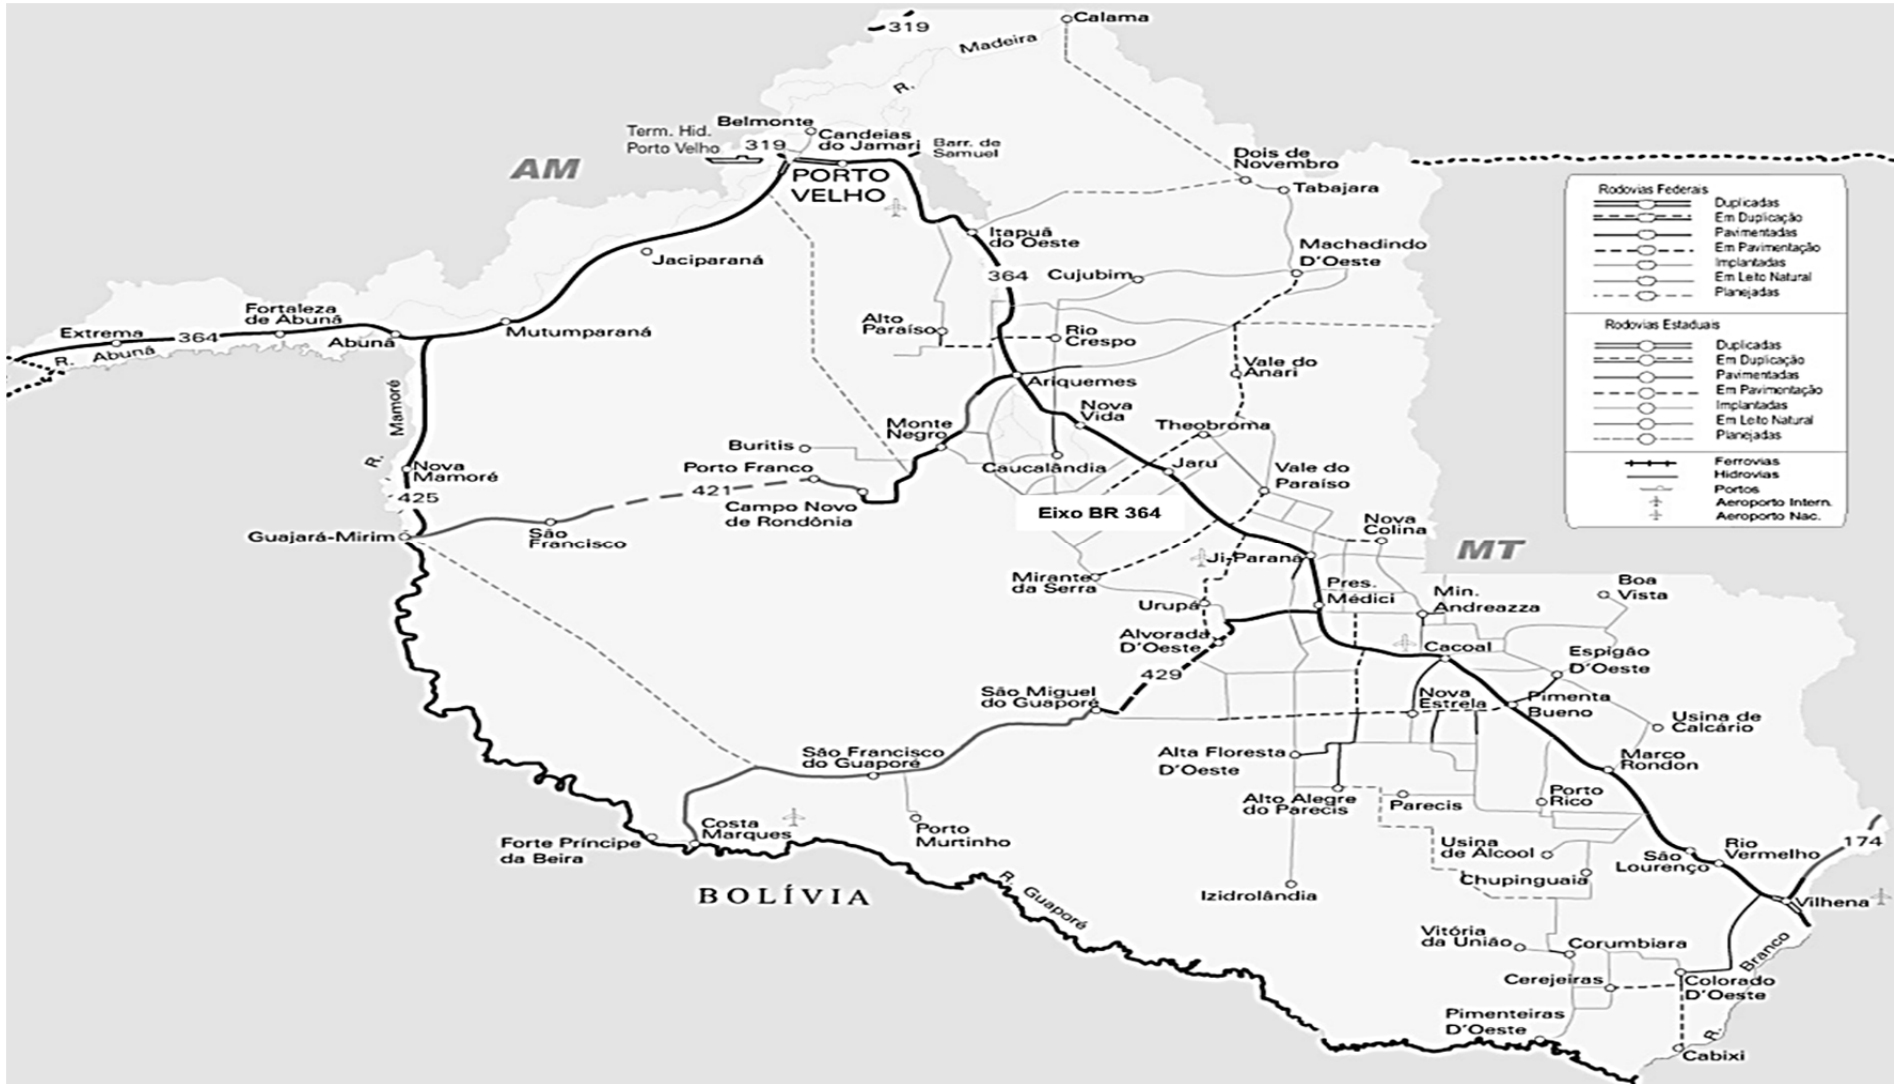 319
Calama
Madeira
R.
Belmonte
Term. Hid.
Porto Velho
319
Candeias
do Jamari
Barr. de
Samuel
AM
PORTO
VELHO
Dois de
Novembro
Tabajara
Itapuã
do Oeste
Machadindo
D'Oeste
Jaciparaná
364
Cujubim
Fortaleza
de Abunã
Extrema
364
R. Abunã
Abunã
Mutumparaná
Alto
Paraíso
Rio
Crespo
Vale do
Anari
Ariquemes
Mamoré
R.
Nova
Vida
Monte
Negro
Theobroma
Buritis
Porto Franco
Caucalândia
Jaru
Vale do
Paraíso
Nova
Mamoré
425
421
Campo Novo
de Rondônia
Eixo BR 364
Nova
Colina
Guajará-Mirim
São
Francisco
Ji-Paraná
MT
Mirante
da Serra
Pres.
Médici
Min.
Andreazza
Boa
Vista
Urupá
Alvorada
D'Oeste
Cacoal
Espigão
D'Oeste
429
São Miguel
do Guaporé
Nova
Estrela
Pimenta
Bueno
Usina de
Calcário
São Francisco
do Guaporé
Alta Floresta
D'Oeste
Marco
Rondon
Alto Alegre
do Parecis
Parecis
Porto
Rico
Costa
Marques
Porto
Murtinho
Forte Príncipe
da Beira
Usina
de Alcool
São
Lourenço
Rio
Vermelho
174
Chupinguaia
BOLÍVIA
R. Guaporé
Izidrolândia
Vilhena
Vitória
da União
Corumbiara
Branco
R.
Cerejeiras
Colorado
D'Oeste
Pimenteiras
D'Oeste
Cabixi
Rodovias Federais
Duplicadas
Em Duplicação
Pavimentadas
Em Pavimentação
Implantadas
Em Leito Natural
Planejadas
Rodovias Estaduais
Duplicadas
Em Duplicação
Pavimentadas
Em Pavimentação
Implantadas
Em Leito Natural
Planejadas
Ferrovias
Hidrovias
Portos
Aeroporto Intern.
Aeroporto Nac.